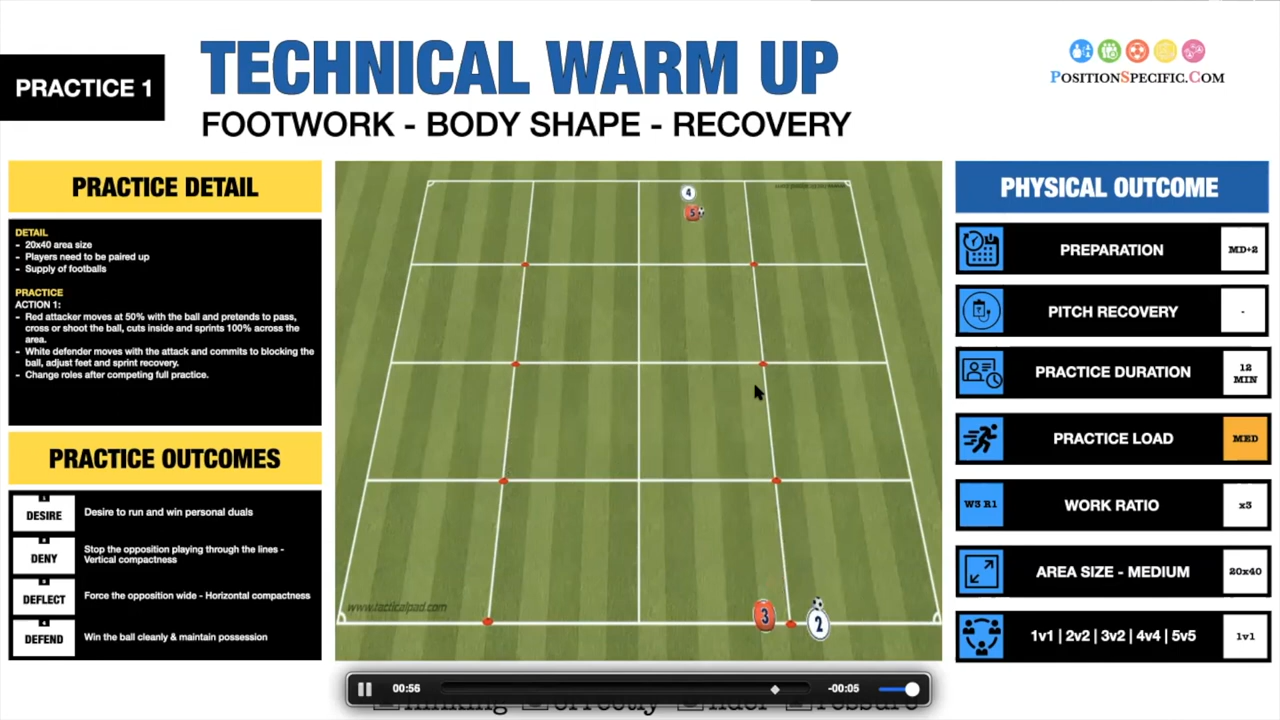 PRACTICE 1
TECHNICAL WARM UP
FOOTWORK - BODY SHAPE - RECOVERY
POSITIONSPECIFIC.COM
PRACTICE DETAIL
DETAIL
- 20x40 area size
- Players need to be paired up
- Supply of footballs
PRACTICE
ACTION 1:
- Red attacker moves at 50% with the ball and pretends to pass,
cross or shoot the ball, cuts inside and sprints 100% across the
area.
- White defender moves with the attack and commits to blocking the
ball, adjust feet and sprint recovery.
- Change roles after competing full practice.
PRACTICE OUTCOMES
1
DESIRE
Desire to run and win personal duals
DENY
Stop the opposition playing through the lines -
Vertical compactness
DEFLECT
Force the opposition wide - Horizontal compactness
DEFEND
Win the ball cleanly & maintain possession
4
5
www.tacticalpad.com
3
2
PHYSICAL OUTCOME
PREPARATION
MD+2
PITCH RECOVERY
-
PRACTICE DURATION
12
MIN
PRACTICE LOAD
MED
W3 R1
WORK RATIO
x3
AREA SIZE - MEDIUM
20x40
1v1 | 2v2 | 3v2 | 4v4 | 5v5
1v1
00:56
-00:05